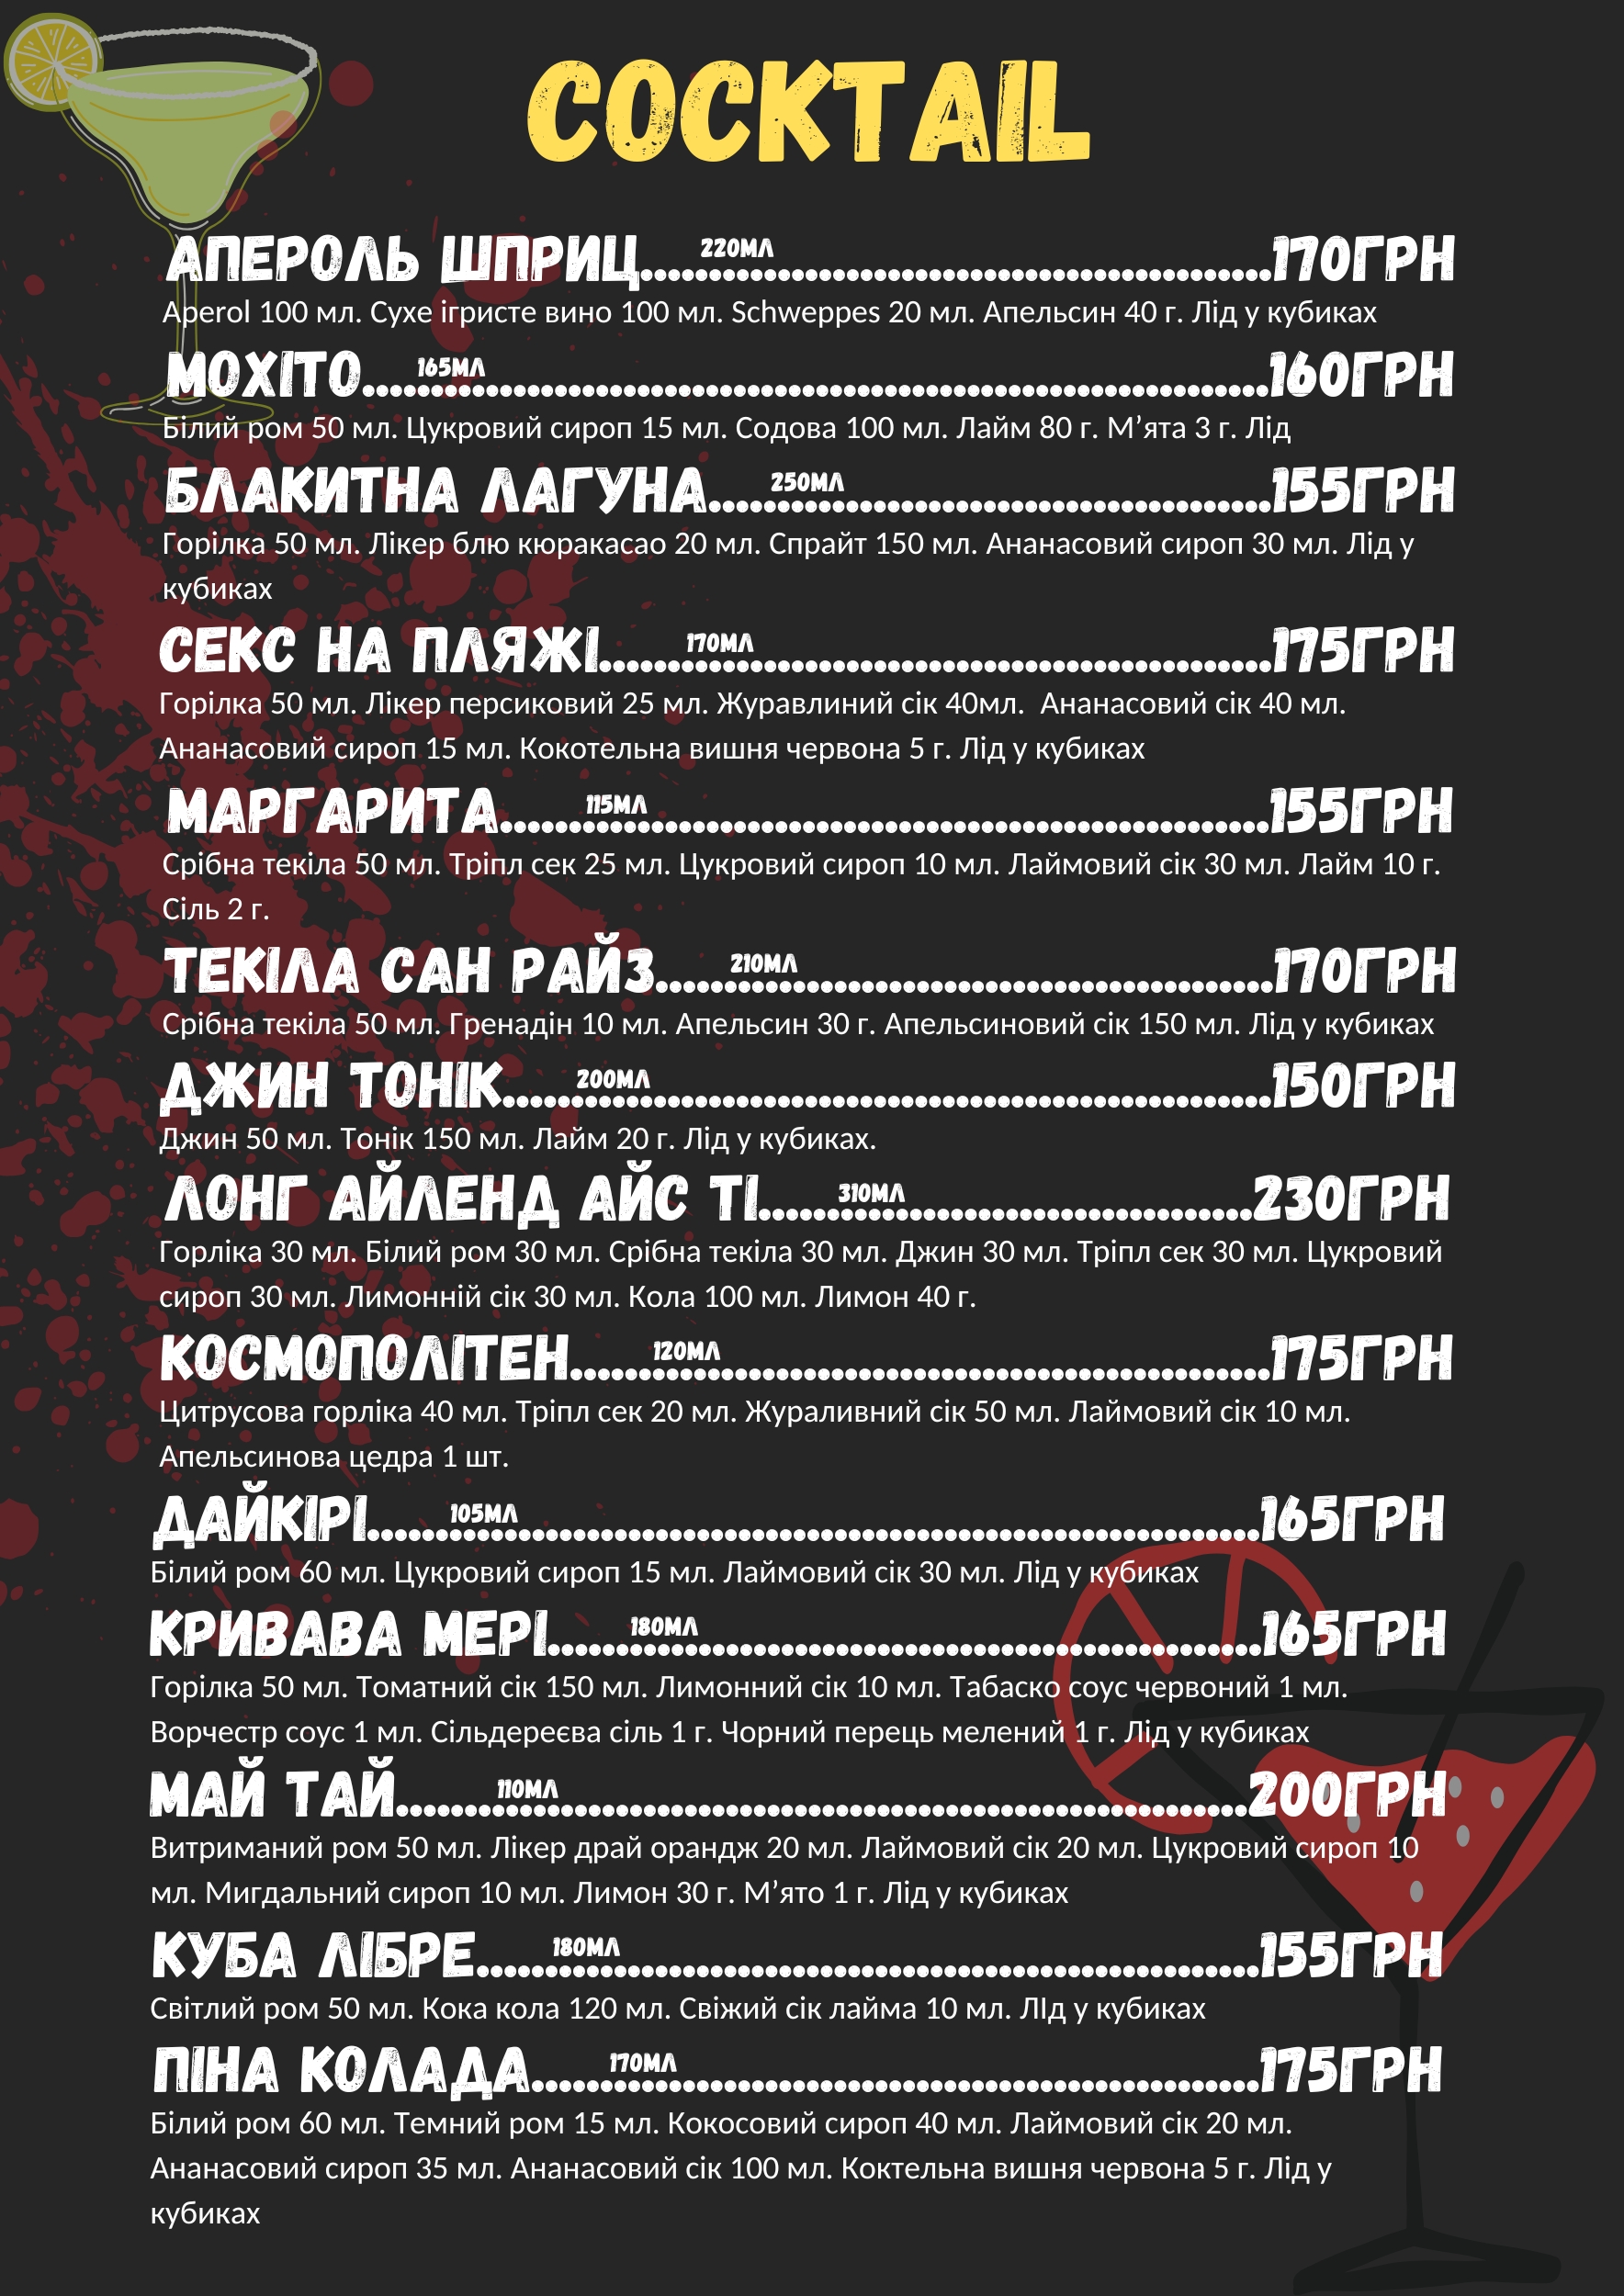 COCKTAIL
АПЕРОЛЬ ШПРИЦ 220МЛ 170ГРН
Aperol 100 мл. Сухе ігристе вино 100 мл. Schweppes 20 мл. Апельсин 40 г. Лід у кубиках
МОХІТО 165МЛ 160ГРН
Білий ром 50 мл. Цукровий сироп 15 мл. Содова 100 мл. Лайм 80 г. М’ята 3 г. Лід
БЛАКИТНА ЛАГУНА 250МЛ 155ГРН
Горілка 50 мл. Лікер блю кюракасао 20 мл. Спрайт 150 мл. Ананасовий сироп 30 мл. Лід у
кубиках
СЕКС НА ПЛЯЖІ 170МЛ 175ГРН
Горілка 50 мл. Лікер персиковий 25 мл. Журавлиний сік 40мл. Ананасовий сік 40 мл.
Ананасовий сироп 15 мл. Кокотельна вишня червона 5 г. Лід у кубиках
МАРГАРИТА 115МЛ 155ГРН
Срібна текіла 50 мл. Тріпл сек 25 мл. Цукровий сироп 10 мл. Лаймовий сік 30 мл. Лайм 10 г.
Сіль 2 г.
ТЕКІЛА САН РАЙЗ 210МЛ 170ГРН
Срібна текіла 50 мл. Гренадін 10 мл. Апельсин 30 г. Апельсиновий сік 150 мл. Лід у кубиках
ДЖИН ТОНІК 200МЛ 150ГРН
Джин 50 мл. Тонік 150 мл. Лайм 20 г. Лід у кубиках.
ЛОНГ АЙЛЕНД АЙС ТІ 310МЛ 230ГРН
Горліка 30 мл. Білий ром 30 мл. Срібна текіла 30 мл. Джин 30 мл. Тріпл сек 30 мл. Цукровий
сироп 30 мл. Лимонній сік 30 мл. Кола 100 мл. Лимон 40 г.
КОСМОПОЛІТЕН 120МЛ 175ГРН
Цитрусова горліка 40 мл. Тріпл сек 20 мл. Жураливний сік 50 мл. Лаймовий сік 10 мл.
Апельсинова цедра 1 шт.
ДАЙКІРІ 105МЛ 165ГРН
Білий ром 60 мл. Цукровий сироп 15 мл. Лаймовий сік 30 мл. Лід у кубиках
КРИВАВА МЕРІ 180МЛ 165ГРН
Горілка 50 мл. Томатний сік 150 мл. Лимонний сік 10 мл. Табаско соус червоний 1 мл.
Ворчестр соус 1 мл. Сільдереєва сіль 1 г. Чорний перець мелений 1 г. Лід у кубиках
МАЙ ТАЙ 110МЛ 200ГРН
Витриманий ром 50 мл. Лікер драй орандж 20 мл. Лаймовий сік 20 мл. Цукровий сироп 10
мл. Мигдальний сироп 10 мл. Лимон 30 г. М’ято 1 г. Лід у кубиках
КУБА ЛІБРЕ 180МЛ 155ГРН
Світлий ром 50 мл. Кока кола 120 мл. Свіжий сік лайма 10 мл. ЛІд у кубиках
ПІНА КОЛАДА 170МЛ 175ГРН
Білий ром 60 мл. Темний ром 15 мл. Кокосовий сироп 40 мл. Лаймовий сік 20 мл.
Ананасовий сироп 35 мл. Ананасовий сік 100 мл. Коктельна вишня червона 5 г. Лід у
кубиках